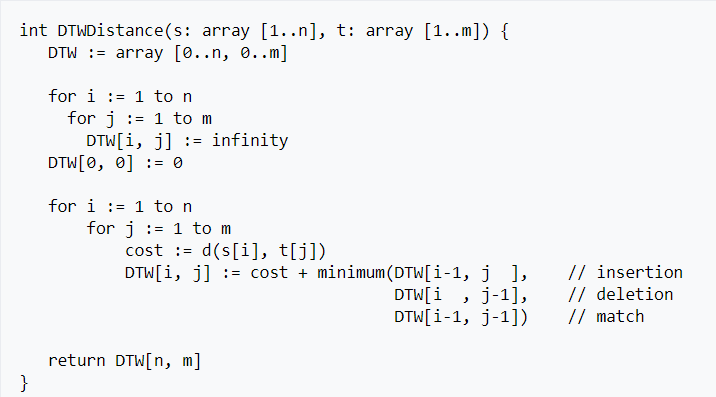 int DTWDistance(s: array [1..n], t: array [1..m]) {
   DTW := array [0..n, 0..m]

   for i := 1 to n
     for j := 1 to m
       DTW[i, j] := infinity
   DTW[0, 0] := 0

   for i := 1 to n
       for j := 1 to m
           cost := d(s[i], t[j])
           DTW[i, j] := cost + minimum(DTW[i-1, j  ],    // insertion
                                       DTW[i  , j-1],    // deletion
                                       DTW[i-1, j-1])    // match

   return DTW[n, m]
}